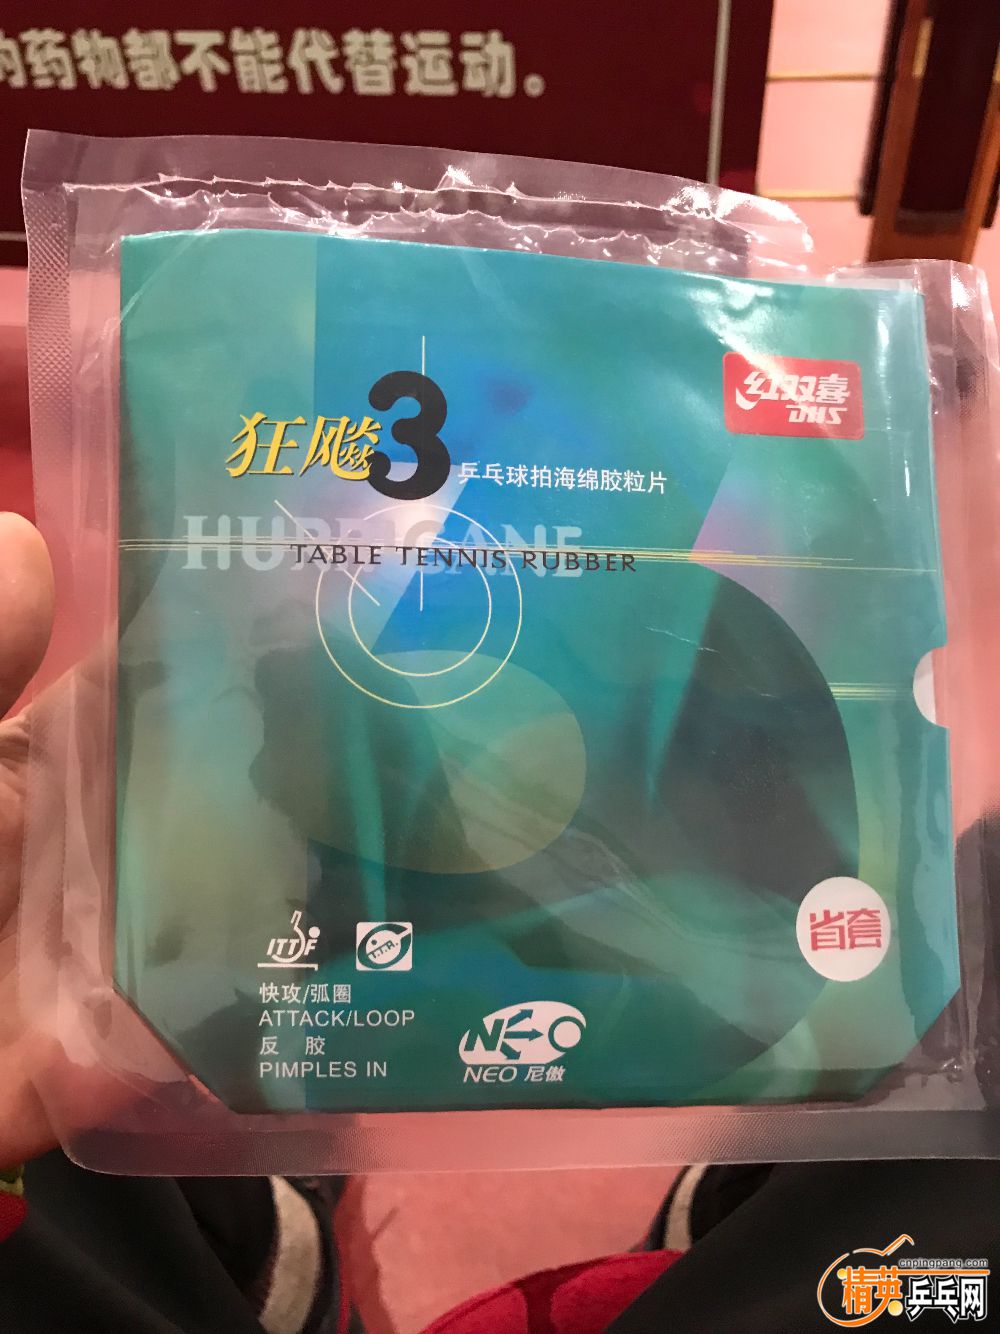 的药物都不能代替运动。
红双喜
DHS
狂飚3
乒乓球拍海绵胶粒片
HURRICANE
TABLE TENNIS RUBBER
省套
ITTF
T.T.A.
快攻/弧圈
ATTACK/LOOP
反 胶
PIMPLES IN
NEO
NEO 尼傲
cnpingpang.com
精英乒乓网